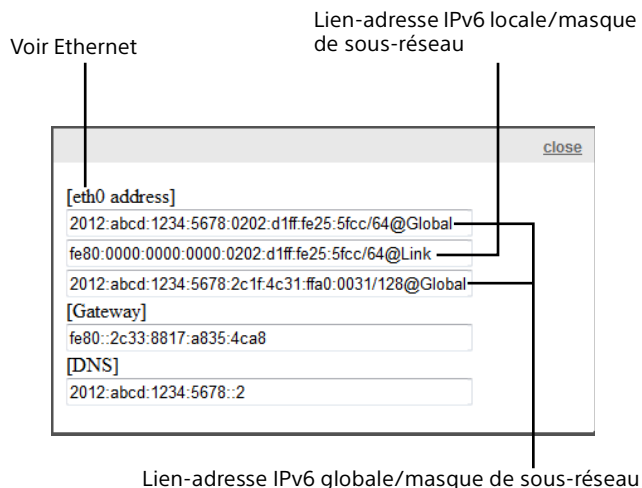 Lien-adresse IPv6 locale/masque
de sous-réseau
Voir Ethernet
close
[eth0 address]
2012:abcd:1234:5678:0202:d1ff:fe25:5fcc/64@Global
fe80:0000:0000:0000:0202:d1ff:fe25:5fcc/64@Link
2012:abcd:1234:5678:2c1f:4c31:ffa0:0031/128@Global
[Gateway]
fe80::2c33:8817:a835:4ca8
[DNS]
2012:abcd:1234:5678::2
Lien-adresse IPv6 globale/masque de sous-réseau